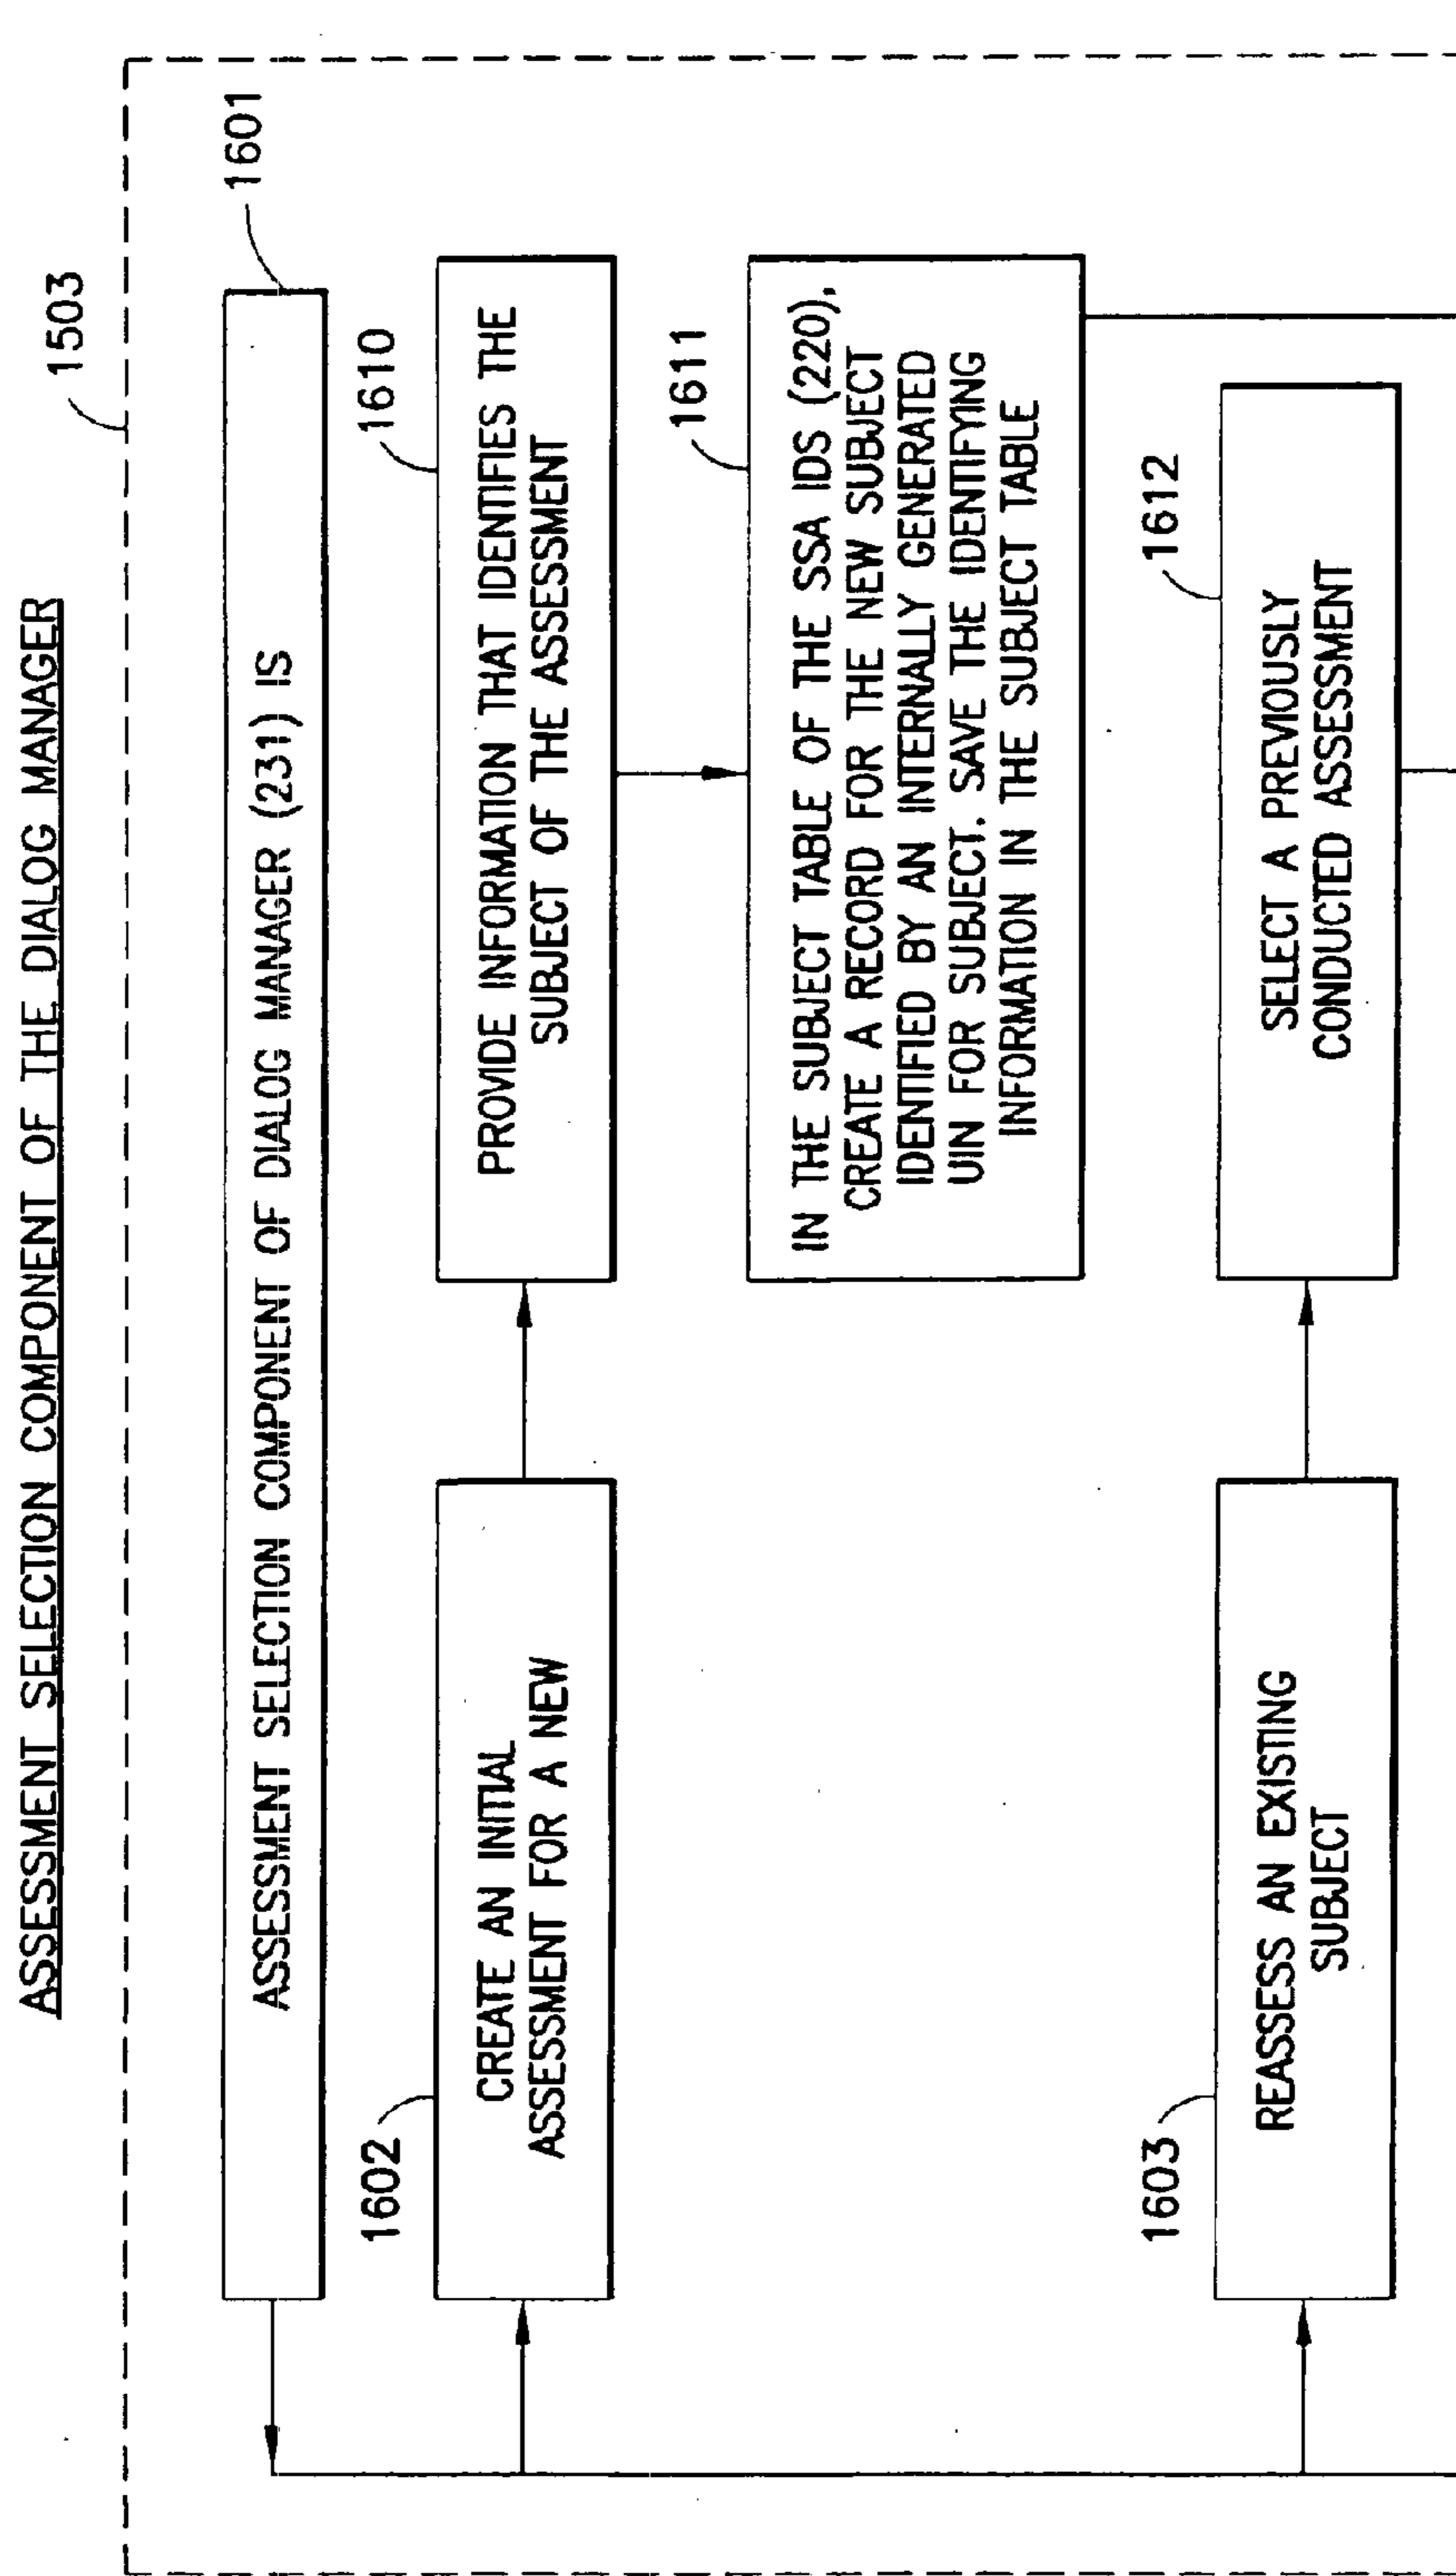 ASSESSMENT SELECTION COMPONENT OF THE DIALOG MANAGER
1503
1601
ASSESSMENT SELECTION COMPONENT OF DIALOG MANAGER (231) IS
1602
CREATE AN INITIAL
ASSESSMENT FOR A NEW
1610
PROVIDE INFORMATION THAT IDENTIFIES THE
SUBJECT OF THE ASSESSMENT
1611
IN THE SUBJECT TABLE OF THE SSA IDS (220),
CREATE A RECORD FOR THE NEW SUBJECT
IDENTIFIED BY AN INTERNALLY GENERATED
UIN FOR SUBJECT. SAVE THE IDENTIFYING
INFORMATION IN THE SUBJECT TABLE
1603
REASSESS AN EXISTING
SUBJECT
1612
SELECT A PREVIOUSLY
CONDUCTED ASSESSMENT